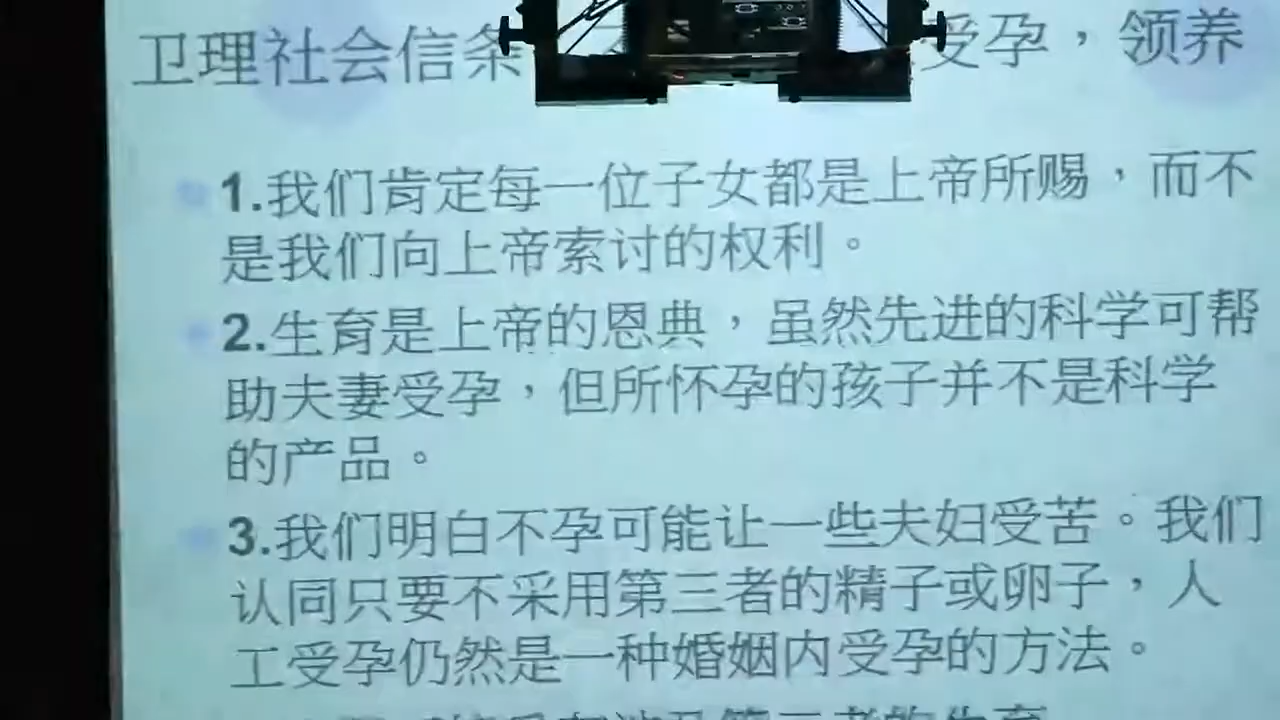 卫理社会信条 受孕，领养
1.我们肯定每一位子女都是上帝所赐，而不
是我们向上帝索讨的权利。
2.生育是上帝的恩典，虽然先进的科学可帮
助夫妻受孕，但所怀孕的孩子并不是科学
的产品。
3.我们明白不孕可能让一些夫妇受苦。我们
认同只要不采用第三者的精子或卵子，人
工受孕仍然是一种婚姻内受孕的方法。